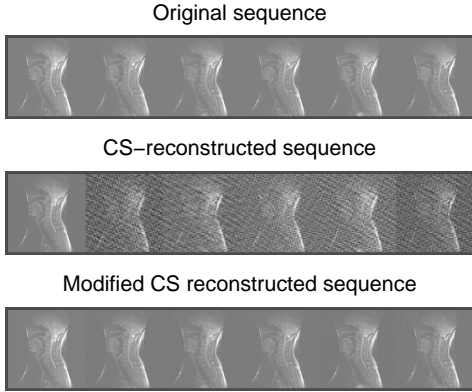 Original sequence
CS−reconstructed sequence
Modified CS reconstructed sequence